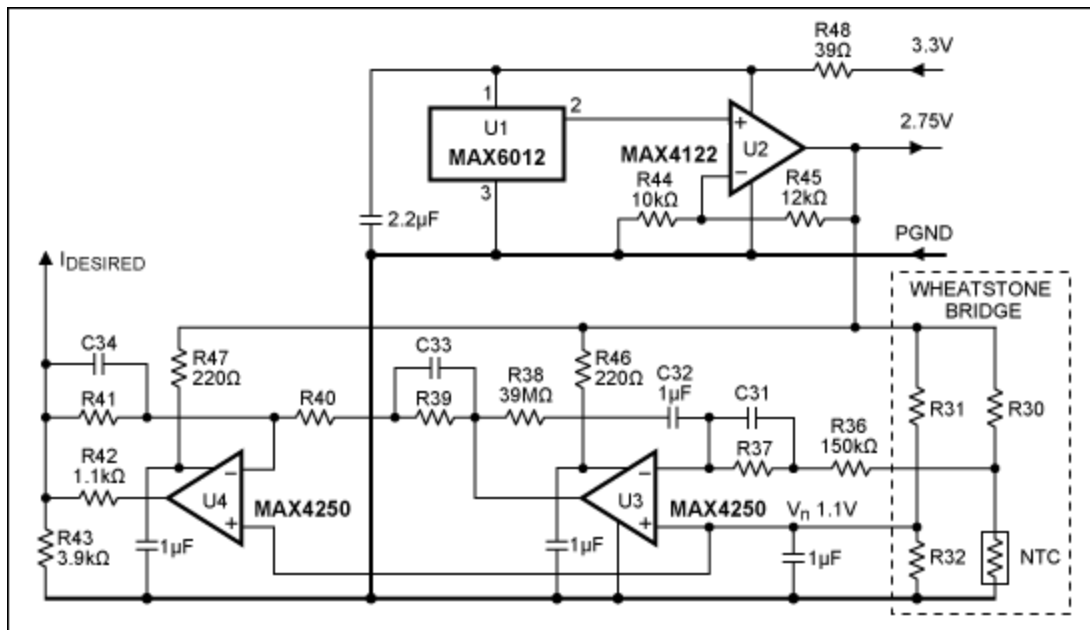 R48
39Ω
3.3V
1
2
U1
MAX6012
3
+
U2
−
MAX4122
2.75V
R44
10kΩ
R45
12kΩ
2.2µF
PGND
IDESIRED
WHEATSTONE
BRIDGE
C34
R47
220Ω
C33
R38
39MΩ
R46
220Ω
C32
1µF
C31
R41
R40
R39
R37
R36
150kΩ
R31
R30
R42
1.1kΩ
U4
−
+
MAX4250
U3
−
+
MAX4250
Vn 1.1V
R43
3.9kΩ
1µF
1µF
1µF
R32
NTC